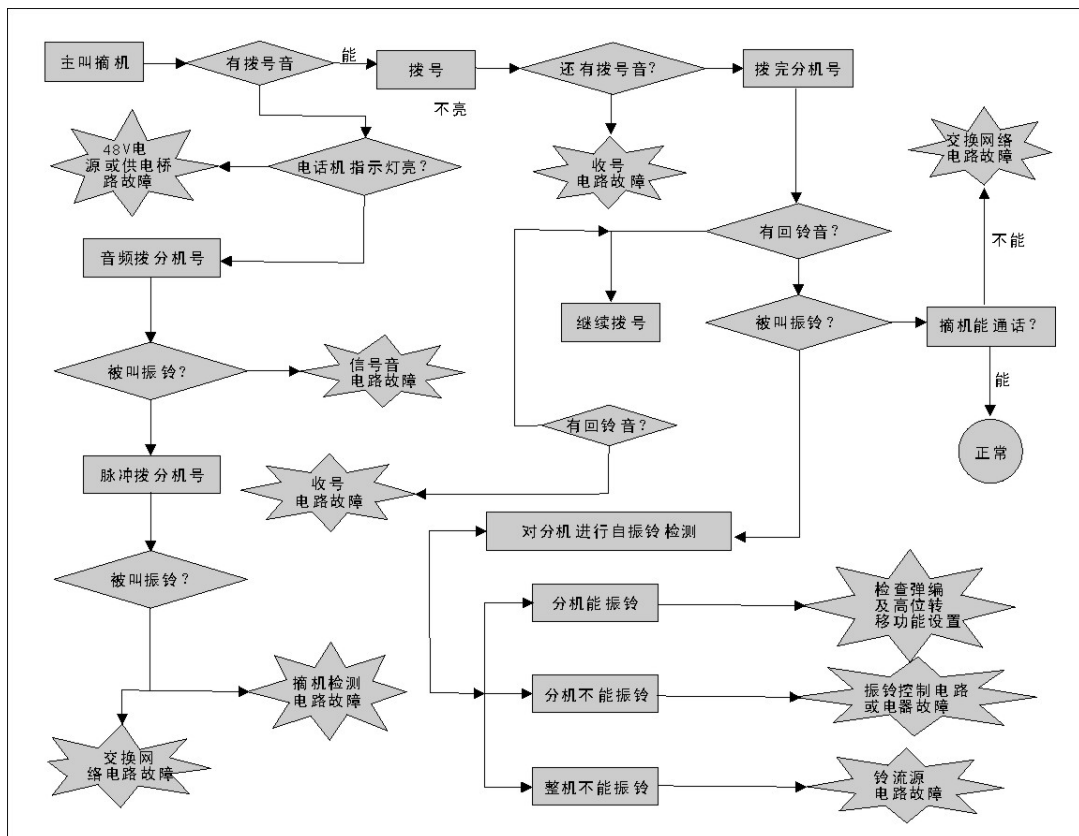 主叫摘机
有拨号音
能
拨号
还有拨号音?
拨完分机号
不亮
48V电
源或供电桥
路故障
电话机指示灯亮?
收号
电路故障
交换网络
电路故障
音频拨分机号
有回铃音?
不能
继续拨号
被叫振铃?
摘机能通话?
被叫振铃?
信号音
电路故障
能
有回铃音?
正常
脉冲拨分机号
收号
电路故障
对分机进行自振铃检测
被叫振铃?
分机能振铃
检查弹编
及高位转
移功能设置
摘机检测
电路故障
分机不能振铃
振铃控制电路
或电器故障
交换网
络电路故障
整机不能振铃
铃流源
电路故障